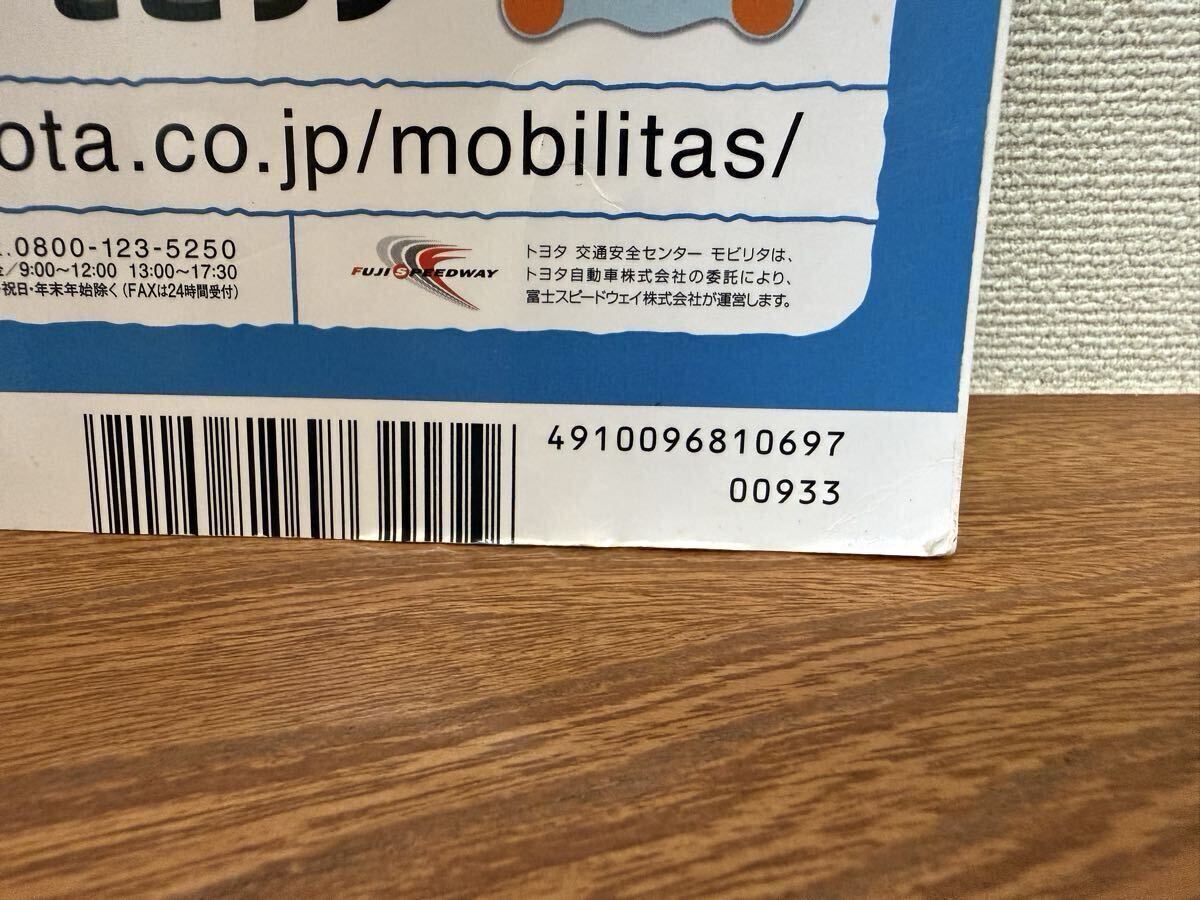 ota.co.jp/mobilitas/
.0800-123-5250
/9:00〜12:00 13:00〜17:30
祝日・年末年始除く(FAXは24時間受付)
FUJI SPEEDWAY
トヨタ 交通安全センター モビリタは、
トヨタ自動車株式会社の委託により、
富士スピードウェイ株式会社が運営します。
4910096810697
00933